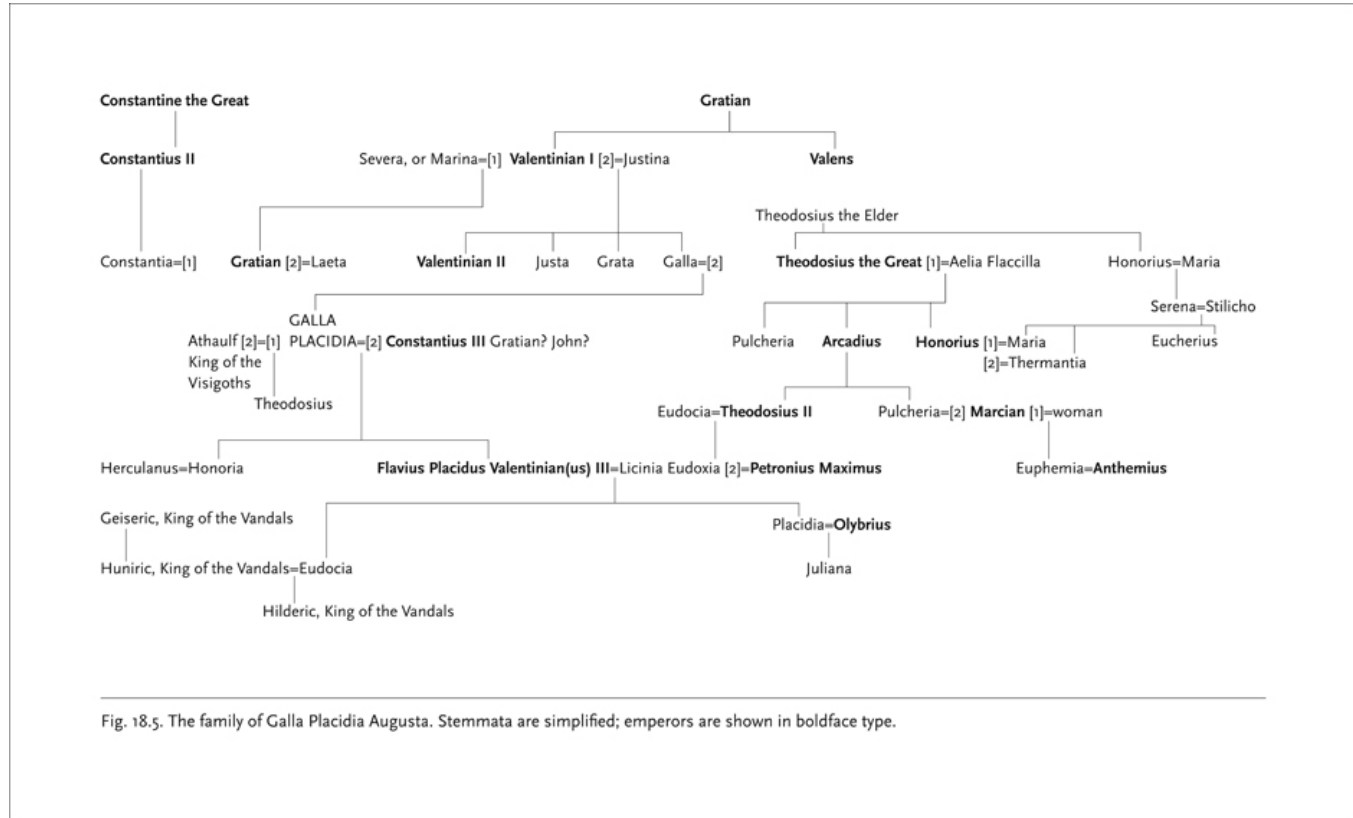 Constantine the Great Gratian
Constantius II Severa, or Marina=[1] Valentinian I [2]=Justina Valens
Theodosius the Elder
Constantia=[1] Gratian [2]=Laeta Valentinian II Justa Grata Galla=[2] Theodosius the Great [1]=Aelia Flaccilla Honorius=Maria
Serena=Stilicho
GALLA
Athaulf [2]=[1] PLACIDIA=[2] Constantius III Gratian? John? Pulcheria Arcadius Honorius [1]=Maria Eucherius
King of the [2]=Thermantia
Visigoths
Theodosius
Eudocia=Theodosius II Pulcheria=[2] Marcian [1]=woman
Herculanus=Honoria Flavius Placidus Valentinian(us) III=Licinia Eudoxia [2]=Petronius Maximus Euphemia=Anthemius
Geiseric, King of the Vandals
Placidia=Olybrius
Huniric, King of the Vandals=Eudocia Juliana
Hilderic, King of the Vandals
Fig. 18.5. The family of Galla Placidia Augusta. Stemmata are simplified; emperors are shown in boldface type.